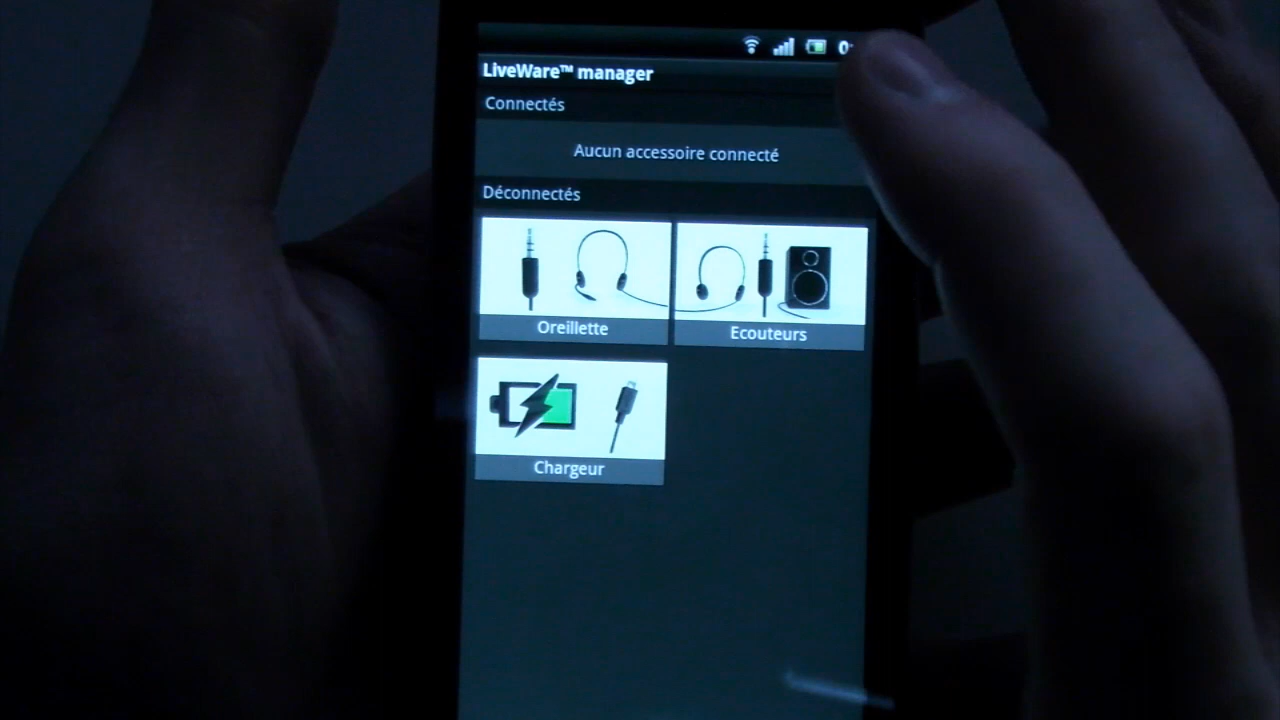 LiveWare™ manager
Connectés
Aucun accessoire connecté
Déconnectés
Oreillette
Ecouteurs
Chargeur